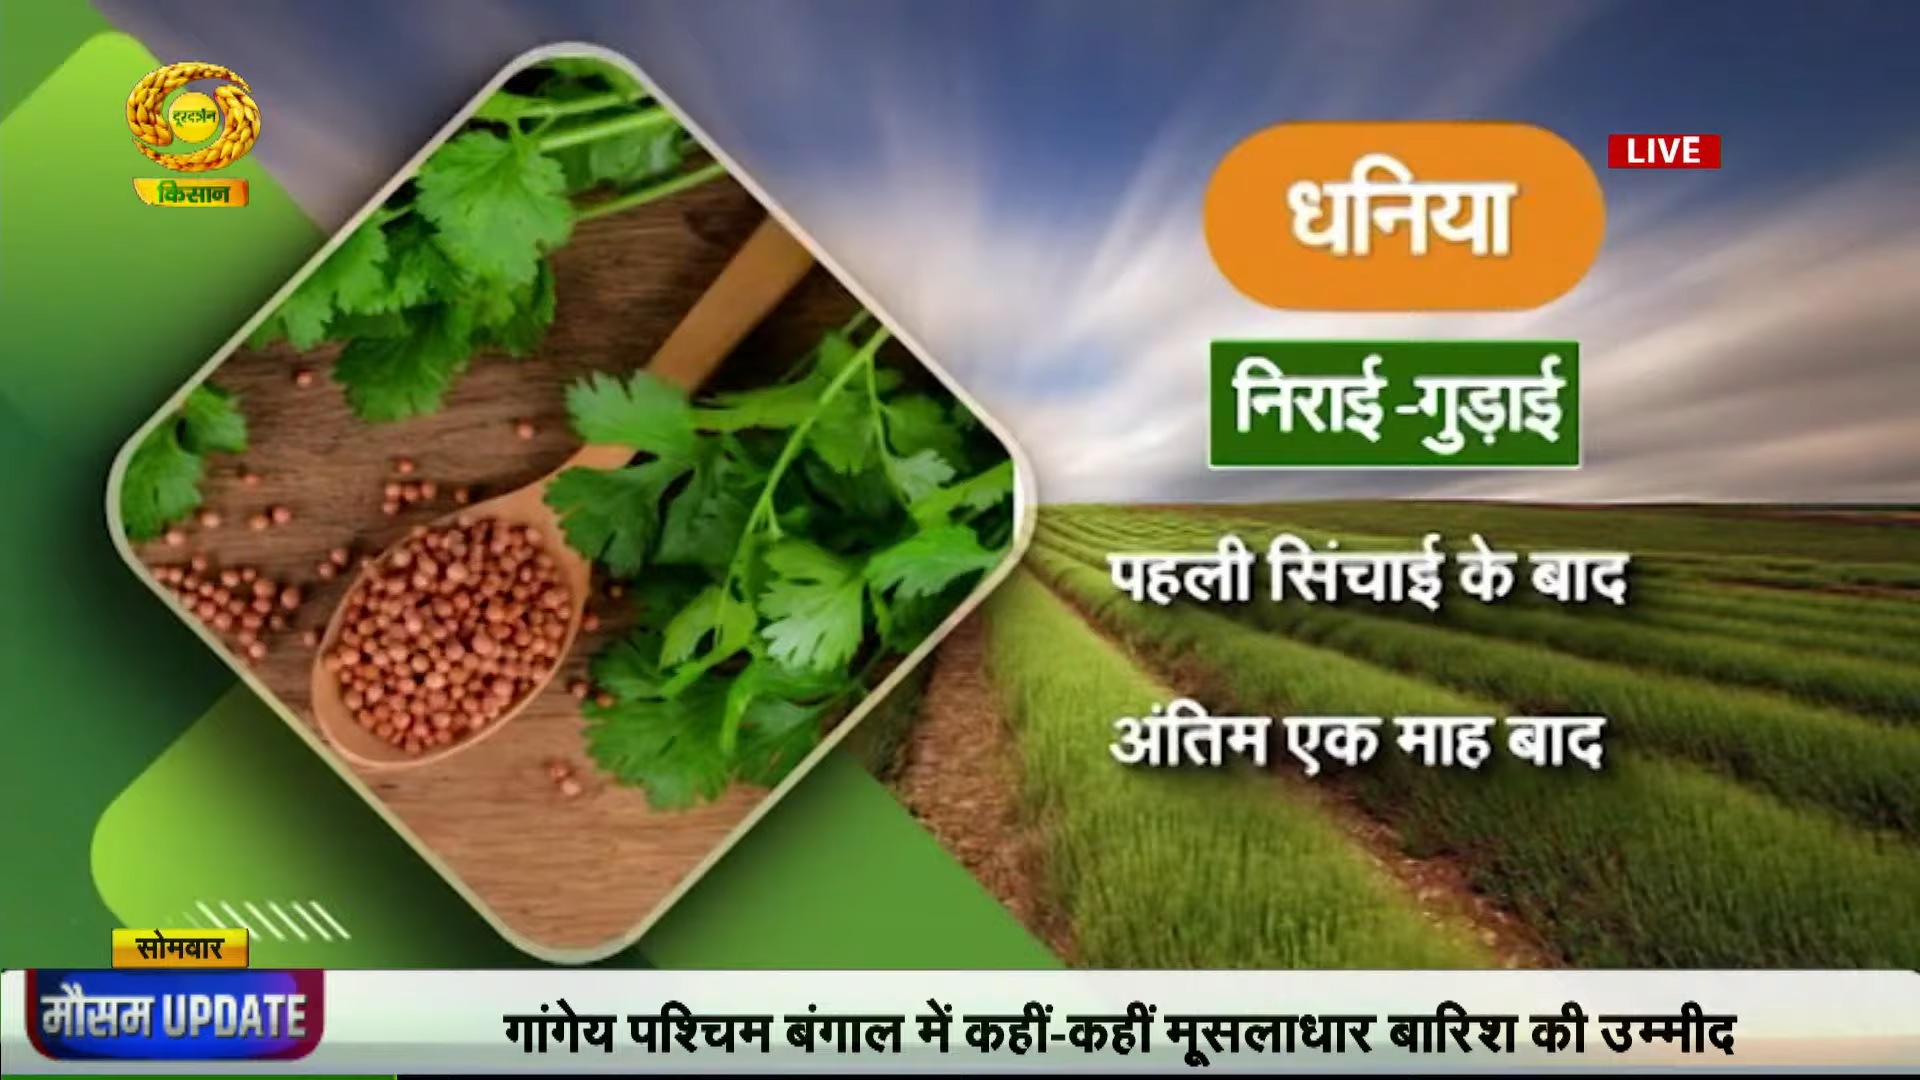 दूरदर्शन
किसान
LIVE
धनिया
निराई -गुड़ाई
पहली सिंचाई के बाद
अंतिम एक माह बाद
सोमवार
मौसम UPDATE
गांगेय पश्चिम बंगाल में कहीं-कहीं मूसलाधार बारिश की उम्मीद